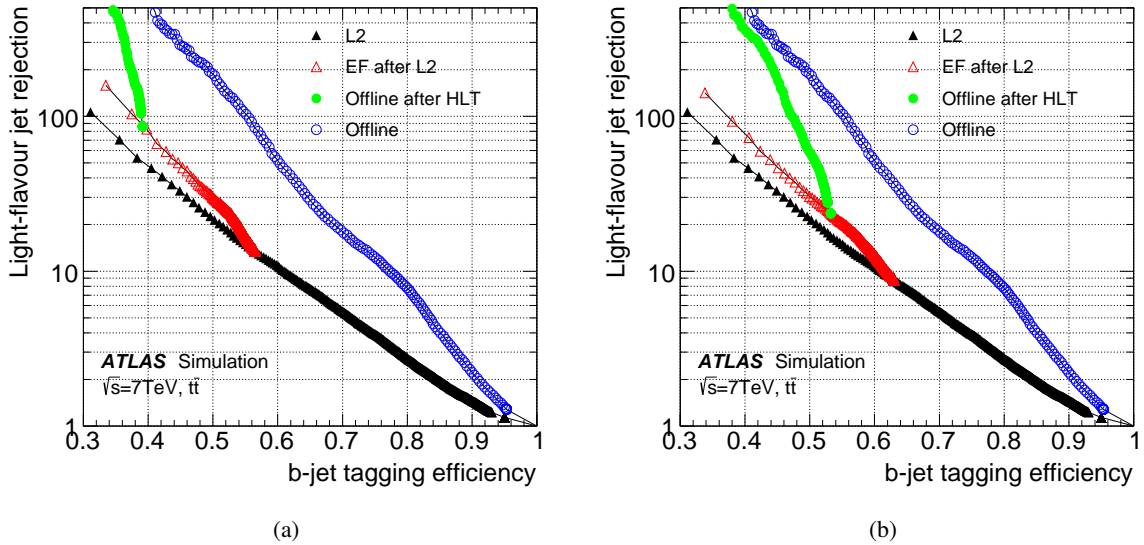 Light-flavour jet rejection
100
10
1
L2
EF after L2
Offline after HLT
Offline
ATLAS Simulation
√s=7TeV, tt̄
0.3 0.4 0.5 0.6 0.7 0.8 0.9 1
b-jet tagging efficiency
(a)
Light-flavour jet rejection
100
10
1
L2
EF after L2
Offline after HLT
Offline
ATLAS Simulation
√s=7TeV, tt̄
0.3 0.4 0.5 0.6 0.7 0.8 0.9 1
b-jet tagging efficiency
(b)